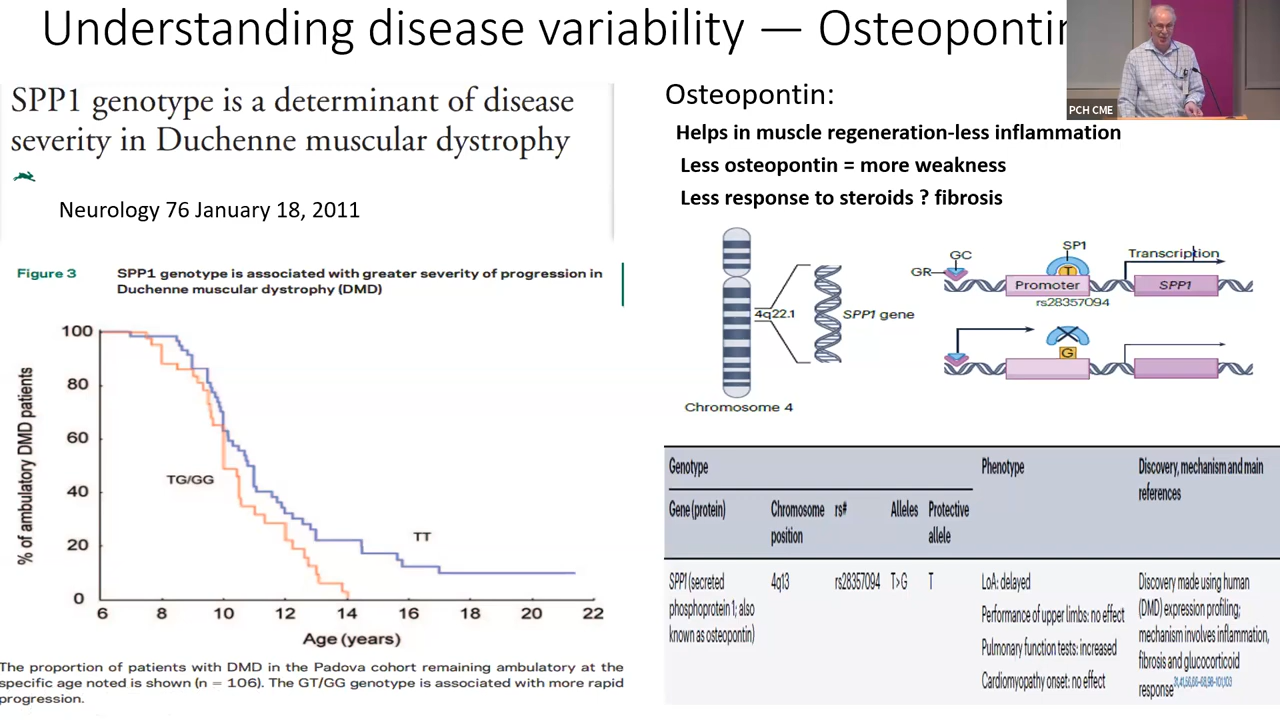 Understanding disease variability — Osteopontin
PCH CME
SPP1 genotype is a determinant of disease
severity in Duchenne muscular dystrophy
Neurology 76 January 18, 2011
Figure 3
SPP1 genotype is associated with greater severity of progression in
Duchenne muscular dystrophy (DMD)
% of ambulatory DMD patients
100
80
60
40
20
0
TG/GG
TT
6 8 10 12 14 16 18 20 22
Age (years)
The proportion of patients with DMD in the Padova cohort remaining ambulatory at the
specific age noted is shown (n = 106). The GT/GG genotype is associated with more rapid
progression.
Osteopontin:
Helps in muscle regeneration-less inflammation
Less osteopontin = more weakness
Less response to steroids ? fibrosis
4q22.1
SPP1 gene
Chromosome 4
GC
GR
SP1
T
Transcription
Promoter
SPP1
rs28357094
G
Genotype
Phenotype
Discovery, mechanism and main
references
Gene (protein)
Chromosome
position
rs#
Alleles
Protective
allele
SPP1 (secreted
phosphoprotein 1; also
known as osteopontin)
4q13
rs28357094
T>G
T
LoA: delayed
Performance of upper limbs: no effect
Pulmonary function tests: increased
Cardiomyopathy onset: no effect
Discovery made using human
(DMD) expression profiling;
mechanism involves inflammation,
fibrosis and glucocorticoid
response